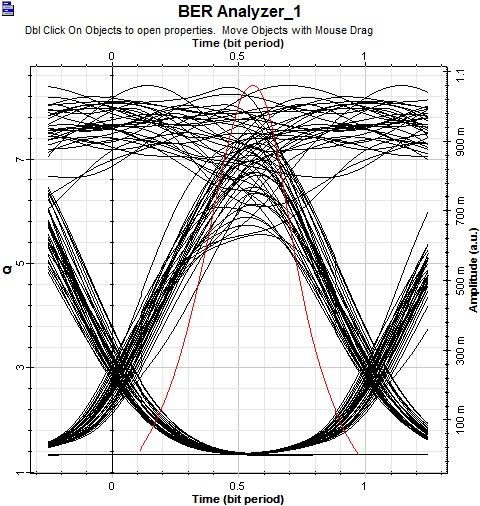 BER Analyzer_1
Dbl Click On Objects to open properties. Move Objects with Mouse Drag
Time (bit period)
0 0.5 1
1.1
900 m
7
700 m
5
Q
500 m
Amplitude (a.u.)
300 m
3
100 m
1
0 0.5 1
Time (bit period)